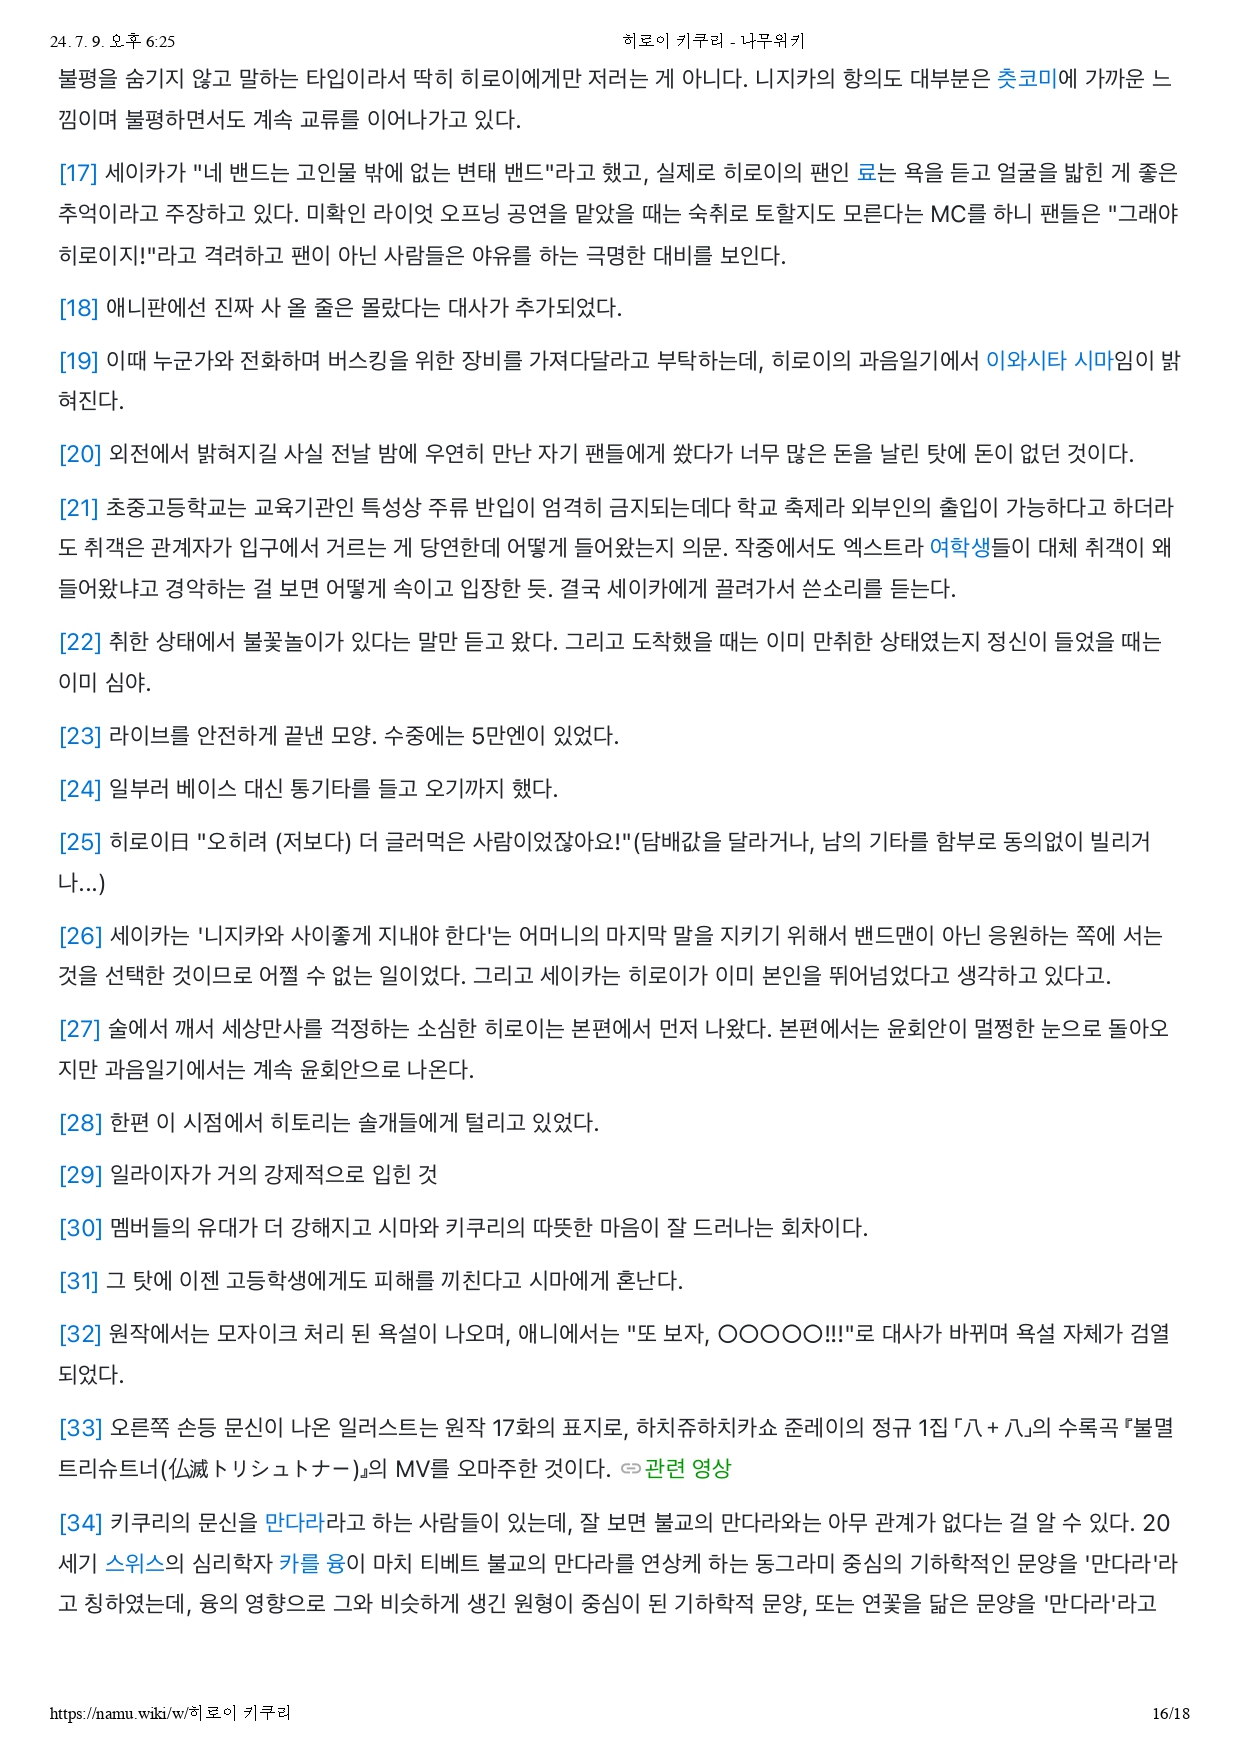 24. 7. 9. 오후 6:25 히로이 키쿠리 - 나무위키
불평을 숨기지 않고 말하는 타입이라서 딱히 히로이에게만 저러는 게 아니다. 니지카의 항의도 대부분은 츳코미에 가까운 느
낌이며 불평하면서도 계속 교류를 이어나가고 있다.
[17] 세이카가 "네 밴드는 고인물 밖에 없는 변태 밴드"라고 했고, 실제로 히로이의 팬인 료는 욕을 듣고 얼굴을 밟힌 게 좋은
추억이라고 주장하고 있다. 미확인 라이엇 오프닝 공연을 맡았을 때는 숙취로 토할지도 모른다는 MC를 하니 팬들은 "그래야
히로이지!"라고 격려하고 팬이 아닌 사람들은 야유를 하는 극명한 대비를 보인다.
[18] 애니판에선 진짜 사 올 줄은 몰랐다는 대사가 추가되었다.
[19] 이때 누군가와 전화하며 버스킹을 위한 장비를 가져다달라고 부탁하는데, 히로이의 과음일기에서 이와시타 시마임이 밝
혀진다.
[20] 외전에서 밝혀지길 사실 전날 밤에 우연히 만난 자기 팬들에게 쐈다가 너무 많은 돈을 날린 탓에 돈이 없던 것이다.
[21] 초중고등학교는 교육기관인 특성상 주류 반입이 엄격히 금지되는데다 학교 축제라 외부인의 출입이 가능하다고 하더라
도 취객은 관계자가 입구에서 거르는 게 당연한데 어떻게 들어왔는지 의문. 작중에서도 엑스트라 여학생들이 대체 취객이 왜
들어왔냐고 경악하는 걸 보면 어떻게 속이고 입장한 듯. 결국 세이카에게 끌려가서 쓴소리를 듣는다.
[22] 취한 상태에서 불꽃놀이가 있다는 말만 듣고 왔다. 그리고 도착했을 때는 이미 만취한 상태였는지 정신이 들었을 때는
이미 심야.
[23] 라이브를 안전하게 끝낸 모양. 수중에는 5만엔이 있었다.
[24] 일부러 베이스 대신 통기타를 들고 오기까지 했다.
[25] 히로이曰 "오히려 (저보다) 더 글러먹은 사람이었잖아요!"(담배값을 달라거나, 남의 기타를 함부로 동의없이 빌리거
나...)
[26] 세이카는 '니지카와 사이좋게 지내야 한다'는 어머니의 마지막 말을 지키기 위해서 밴드맨이 아닌 응원하는 쪽에 서는
것을 선택한 것이므로 어쩔 수 없는 일이었다. 그리고 세이카는 히로이가 이미 본인을 뛰어넘었다고 생각하고 있다고.
[27] 술에서 깨서 세상만사를 걱정하는 소심한 히로이는 본편에서 먼저 나왔다. 본편에서는 윤회안이 멀쩡한 눈으로 돌아오
지만 과음일기에서는 계속 윤회안으로 나온다.
[28] 한편 이 시점에서 히토리는 솔개들에게 털리고 있었다.
[29] 일라이자가 거의 강제적으로 입힌 것
[30] 멤버들의 유대가 더 강해지고 시마와 키쿠리의 따뜻한 마음이 잘 드러나는 회차이다.
[31] 그 탓에 이젠 고등학생에게도 피해를 끼친다고 시마에게 혼난다.
[32] 원작에서는 모자이크 처리 된 욕설이 나오며, 애니에서는 "또 보자, 〇〇〇〇〇!!!"로 대사가 바뀌며 욕설 자체가 검열
되었다.
[33] 오른쪽 손등 문신이 나온 일러스트는 원작 17화의 표지로, 하치쥬하치카쇼 준레이의 정규 1집 「八+八」의 수록곡 『불멸
트리슈트너(仏滅トリシュトナー)』의 MV를 오마주한 것이다. 관련 영상
[34] 키쿠리의 문신을 만다라라고 하는 사람들이 있는데, 잘 보면 불교의 만다라와는 아무 관계가 없다는 걸 알 수 있다. 20
세기 스위스의 심리학자 카를 융이 마치 티베트 불교의 만다라를 연상케 하는 동그라미 중심의 기하학적인 문양을 '만다라'라
고 칭하였는데, 융의 영향으로 그와 비슷하게 생긴 원형이 중심이 된 기하학적 문양, 또는 연꽃을 닮은 문양을 '만다라'라고
https://namu.wiki/w/히로이 키쿠리 16/18